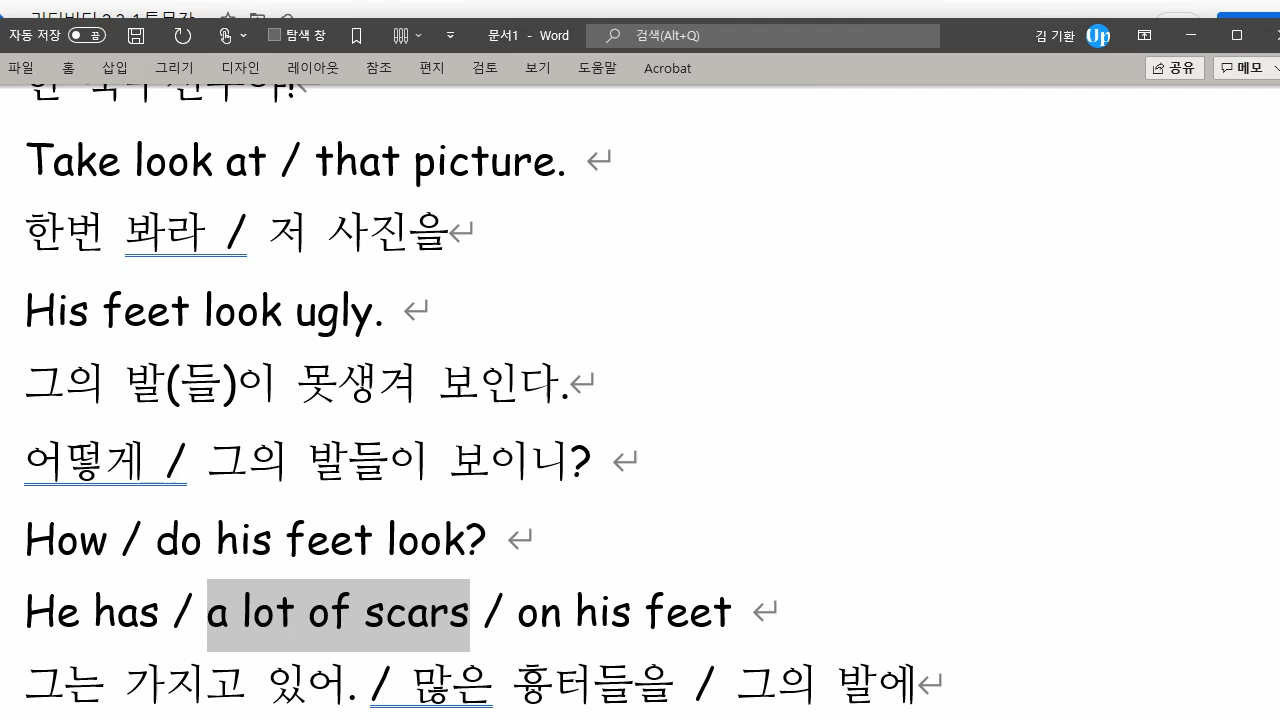 자동 저장 끔 탐색 창 문서1 - Word 검색(Alt+Q) 김 기환 Up
파일 홈 삽입 그리기 디자인 레이아웃 참조 편지 검토 보기 도움말 Acrobat 공유 메모
Take look at / that picture. ↵
한번 봐라 / 저 사진을↵
His feet look ugly. ↵
그의 발(들)이 못생겨 보인다.↵
어떻게 / 그의 발들이 보이니? ↵
How / do his feet look? ↵
He has / a lot of scars / on his feet ↵
그는 가지고 있어. / 많은 흉터들을 / 그의 발에↵